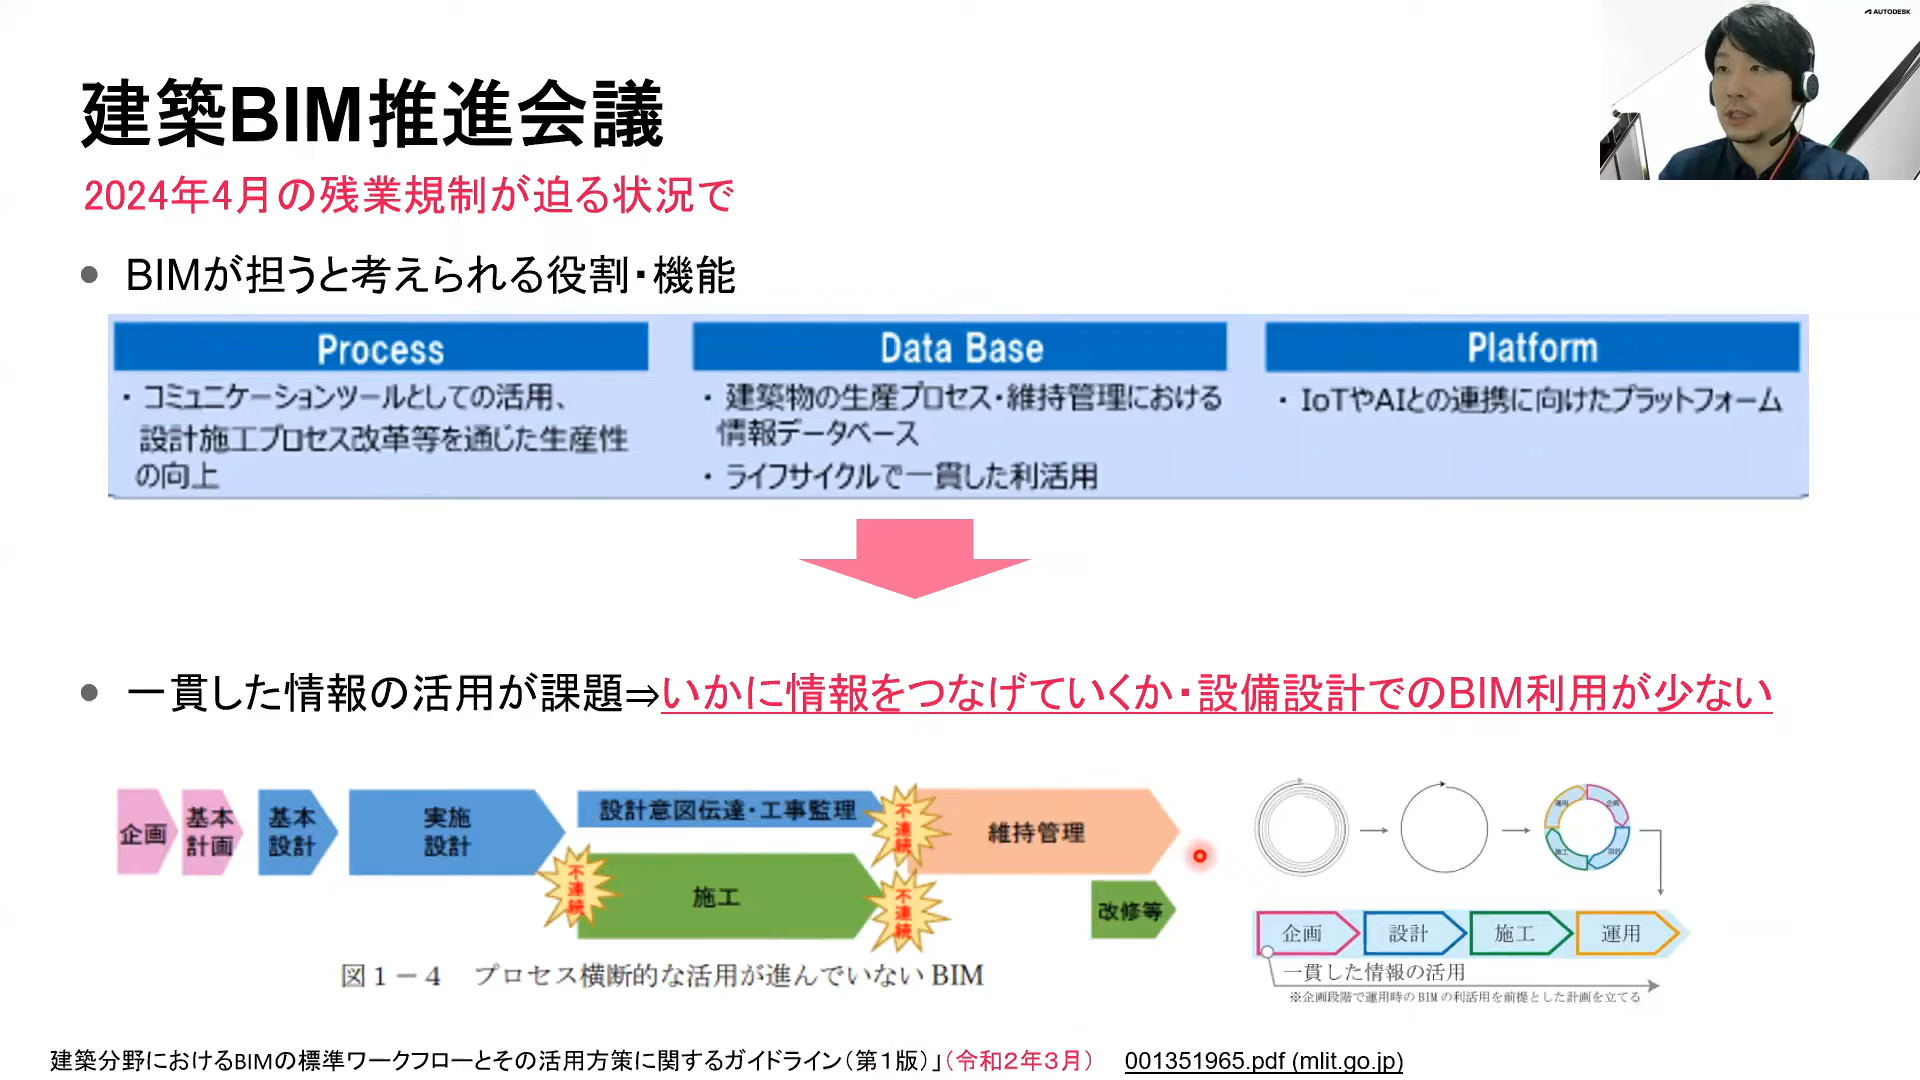 AUTODESK
建築BIM推進会議
2024年4月の残業規制が迫る状況で
● BIMが担うと考えられる役割・機能
Process
・コミュニケーションツールとしての活用、
設計施工プロセス改革等を通じた生産性
の向上
Data Base
・建築物の生産プロセス・維持管理における
情報データベース
・ライフサイクルで一貫した利活用
Platform
・IoTやAIとの連携に向けたプラットフォーム
● 一貫した情報の活用が課題⇒いかに情報をつなげていくか・設備設計でのBIM利用が少ない
企画
基本
計画
基本
設計
実施
設計
設計意図伝達・工事監理
施工
不連続
不連続
不連続
維持管理
改修等
図1-4 プロセス横断的な活用が進んでいない BIM
運用
企画
施工
設計
企画
設計
施工
運用
一貫した情報の活用
※企画段階で運用時のBIMの利活用を前提とした計画を立てる
建築分野におけるBIMの標準ワークフローとその活用方策に関するガイドライン（第１版）」（令和２年３月） 001351965.pdf (mlit.go.jp)